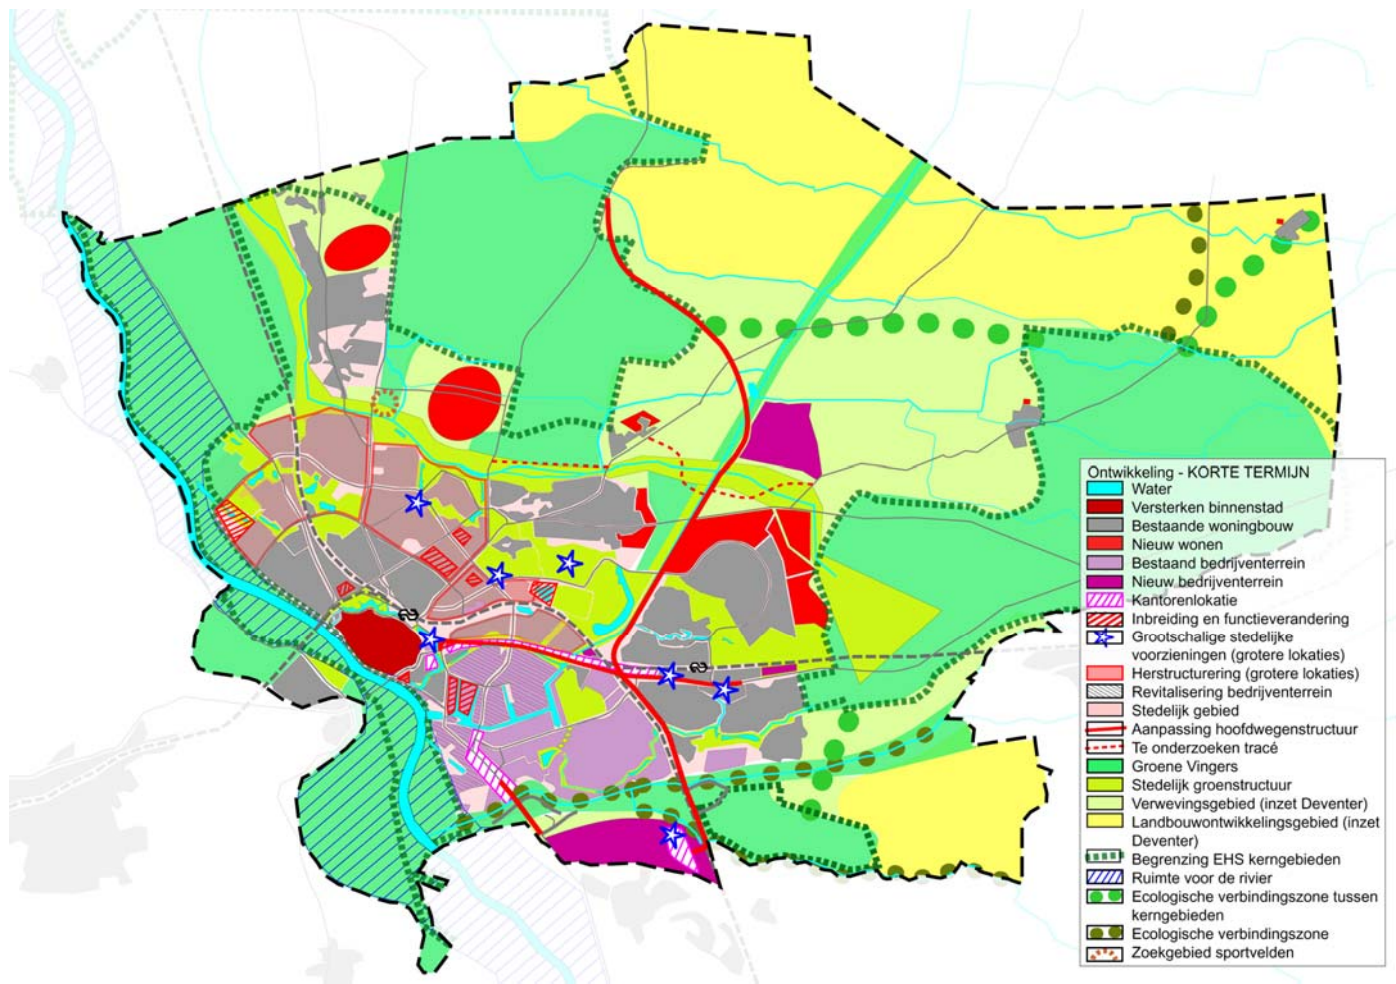 Ontwikkeling - KORTE TERMIJN
Water
Versterken binnenstad
Bestaande woningbouw
Nieuw wonen
Bestaand bedrijventerrein
Nieuw bedrijventerrein
Kantorenlokatie
Inbreiding en functieverandering
Grootschalige stedelijke
voorzieningen (grotere lokaties)
Herstructurering (grotere lokaties)
Revitalisering bedrijventerrein
Stedelijk gebied
Aanpassing hoofdwegenstructuur
Te onderzoeken tracé
Groene Vingers
Stedelijk groenstructuur
Verwevingsgebied (inzet Deventer)
Landbouwontwikkelingsgebied (inzet
Deventer)
Begrenzing EHS kerngebieden
Ruimte voor de rivier
Ecologische verbindingszone tussen
kerngebieden
Ecologische verbindingszone
Zoekgebied sportvelden